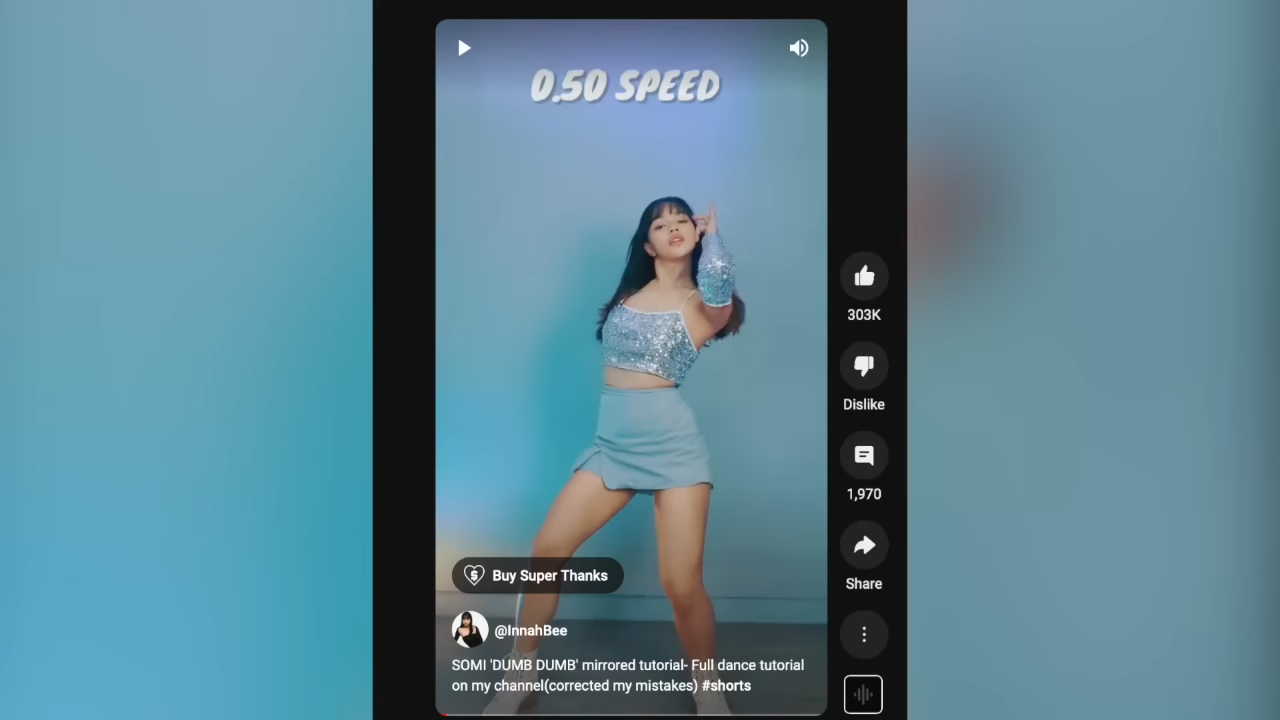 0.50 SPEED
303K
Dislike
1,970
Share
Buy Super Thanks
@InnahBee
SOMI 'DUMB DUMB' mirrored tutorial- Full dance tutorial
on my channel(corrected my mistakes) #shorts